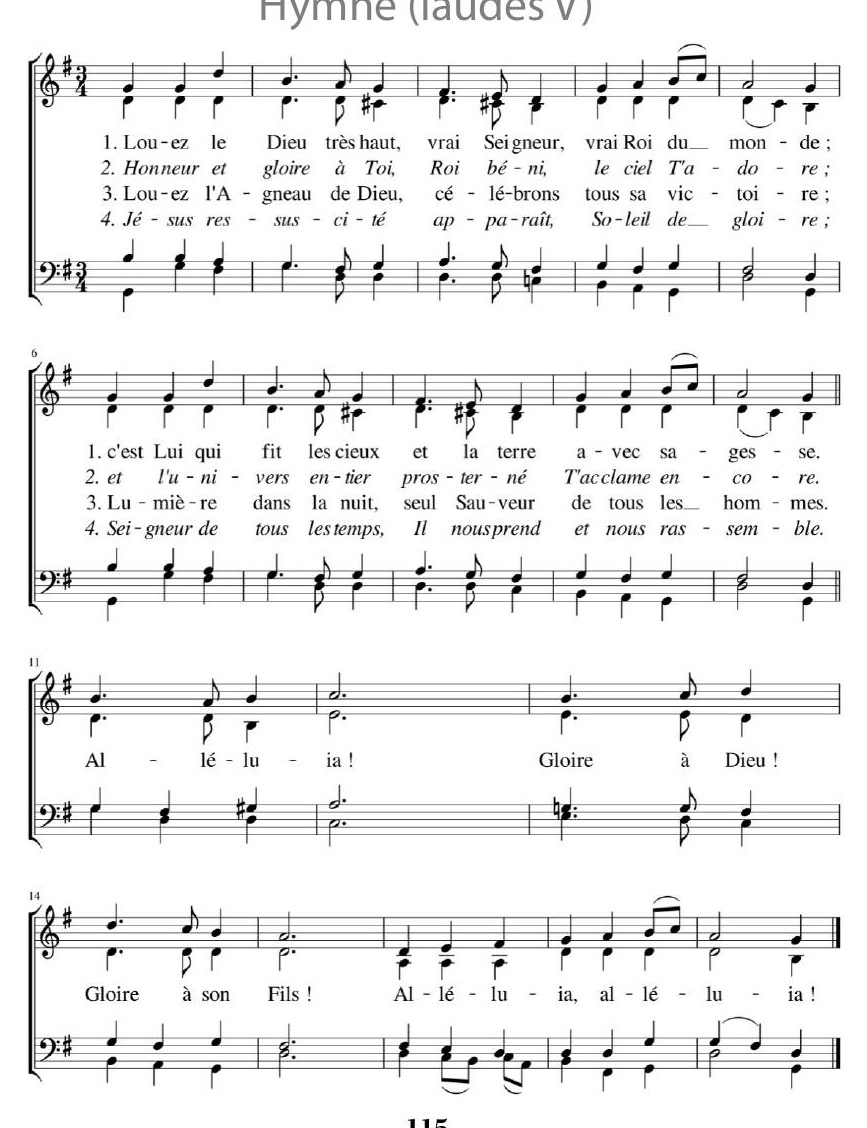 Hymne (laudes V)
1. Lou-ez le Dieu très haut, vrai Seigneur, vrai Roi du__ mon - de ;
2. Honneur et gloire à Toi, Roi bé - ni, le ciel T'a - do - re ;
3. Lou-ez l'A - gneau de Dieu, cé - lé-brons tous sa vic - toi - re ;
4. Jé - sus res - sus - ci - té ap - pa-raît, So-leil de__ gloi - re ;
6
1. c'est Lui qui fit les cieux et la terre a - vec sa - ges - se.
2. et l'u - ni - vers en - tier pros - ter - né T'acclame en - co - re.
3. Lu - miè - re dans la nuit, seul Sau-veur de tous les__ hom - mes.
4. Sei - gneur de tous les temps, Il nous prend et nous ras - sem - ble.
11
Al - lé - lu - ia ! Gloire à Dieu !
14
Gloire à son Fils ! Al - lé - lu - ia, al - lé - lu - ia !
115